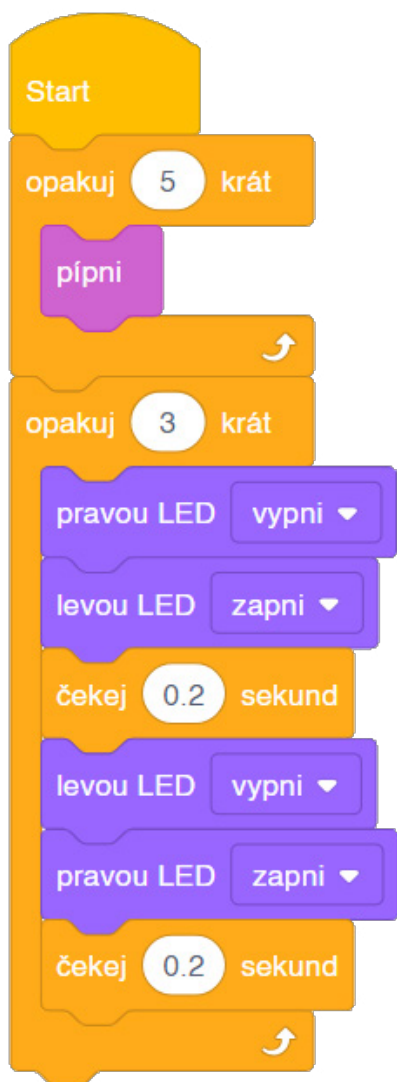 Start
opakuj 5 krát
pípni
opakuj 3 krát
pravou LED vypni
levou LED zapni
čekej 0.2 sekund
levou LED vypni
pravou LED zapni
čekej 0.2 sekund